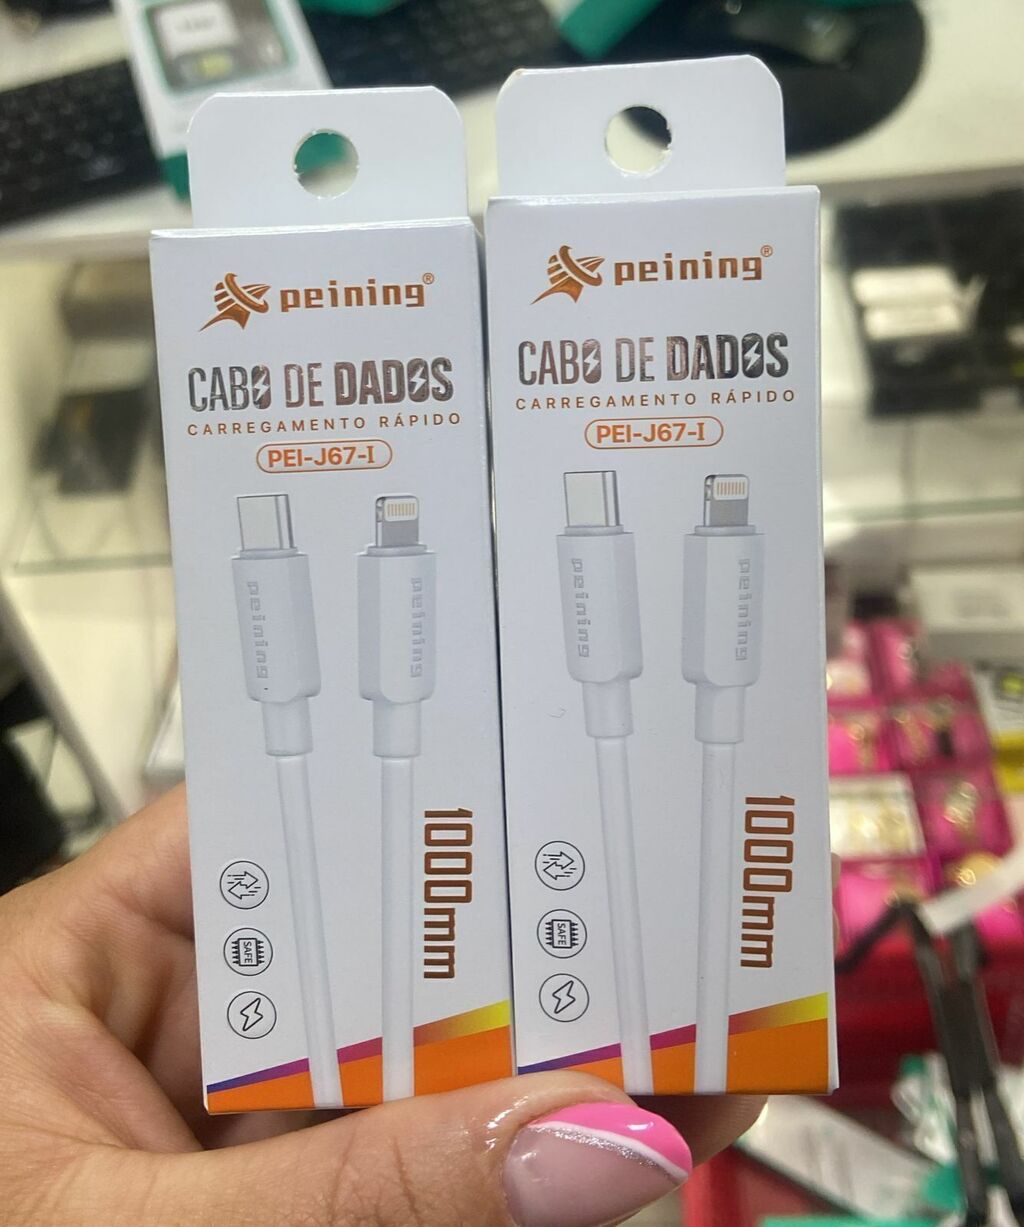 peining®
CABO DE DADOS
CARREGAMENTO RÁPIDO
PEI-J67-I
peining
peining
1000mm
SAFE
peining®
CABO DE DADOS
CARREGAMENTO RÁPIDO
PEI-J67-I
peining
peining
1000mm
SAFE